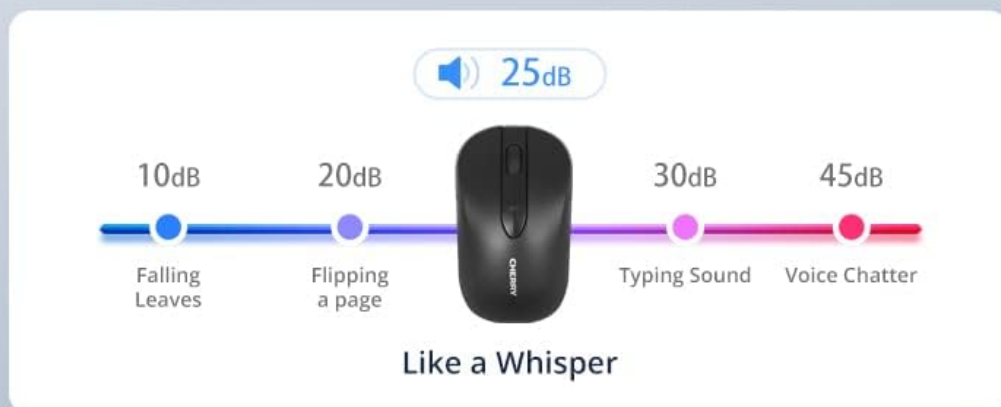 25dB
10dB
20dB
30dB
45dB
CHERRY
Falling
Leaves
Flipping
a page
Typing Sound
Voice Chatter
Like a Whisper